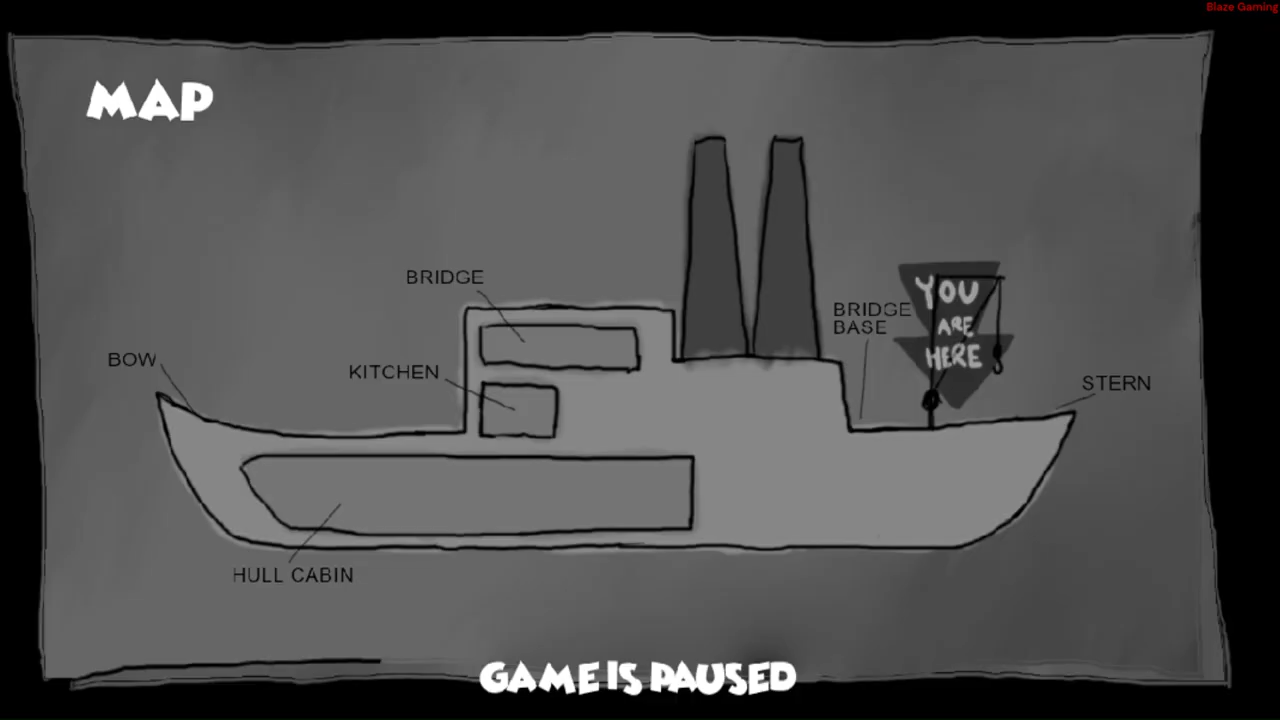 Blaze Gaming
MAP
BRIDGE
BRIDGE
BASE
YOU
ARE
HERE
BOW
KITCHEN
STERN
HULL CABIN
GAME IS PAUSED